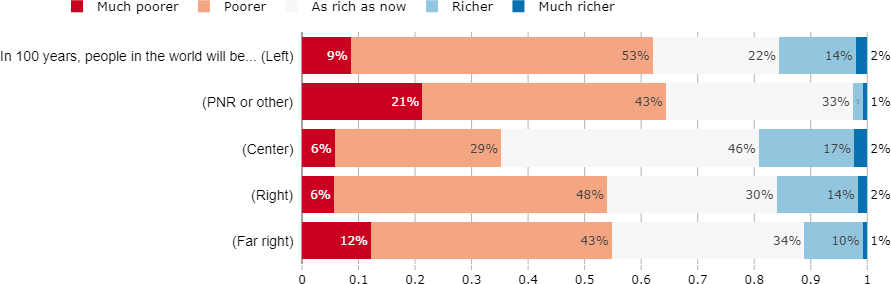 Much poorer Poorer As rich as now Richer Much richer
In 100 years, people in the world will be... (Left) 9% 53% 22% 14% 2%
(PNR or other) 21% 43% 33% 1%
(Center) 6% 29% 46% 17% 2%
(Right) 6% 48% 30% 14% 2%
(Far right) 12% 43% 34% 10% 1%
0 0.1 0.2 0.3 0.4 0.5 0.6 0.7 0.8 0.9 1